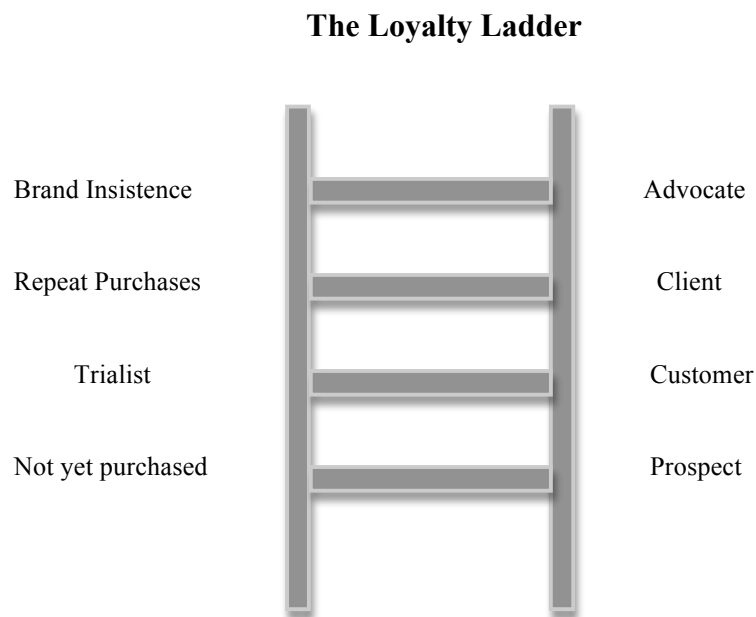 The Loyalty Ladder
Brand Insistence
Advocate
Repeat Purchases
Client
Trialist
Customer
Not yet purchased
Prospect